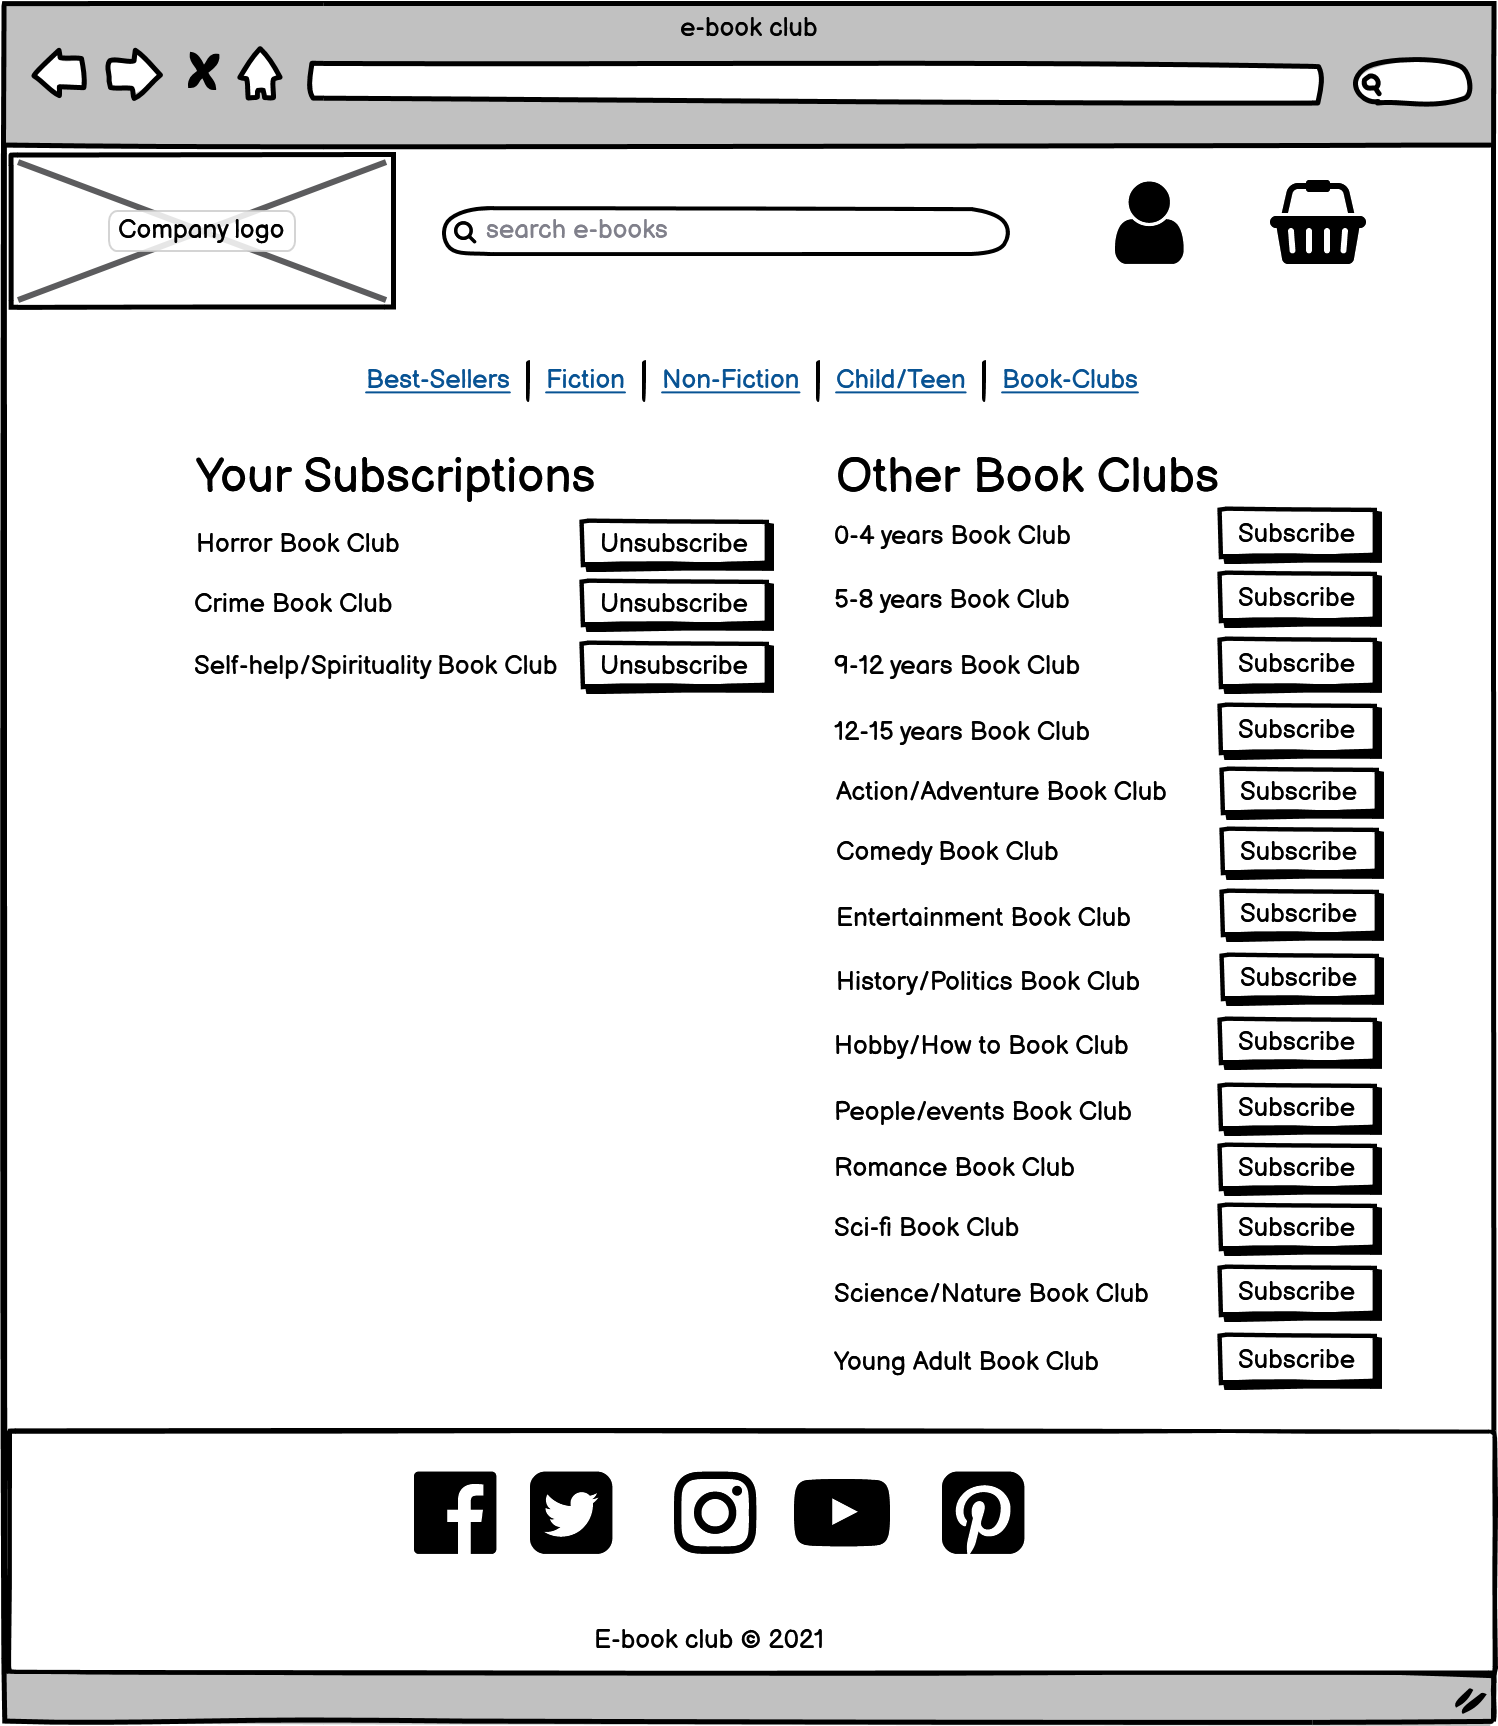 e-book club
Company logo
search e-books
Best-Sellers | Fiction | Non-Fiction | Child/Teen | Book-Clubs
Your Subscriptions
Horror Book Club Unsubscribe
Crime Book Club Unsubscribe
Self-help/Spirituality Book Club Unsubscribe
Other Book Clubs
0-4 years Book Club Subscribe
5-8 years Book Club Subscribe
9-12 years Book Club Subscribe
12-15 years Book Club Subscribe
Action/Adventure Book Club Subscribe
Comedy Book Club Subscribe
Entertainment Book Club Subscribe
History/Politics Book Club Subscribe
Hobby/How to Book Club Subscribe
People/events Book Club Subscribe
Romance Book Club Subscribe
Sci-fi Book Club Subscribe
Science/Nature Book Club Subscribe
Young Adult Book Club Subscribe
E-book club © 2021